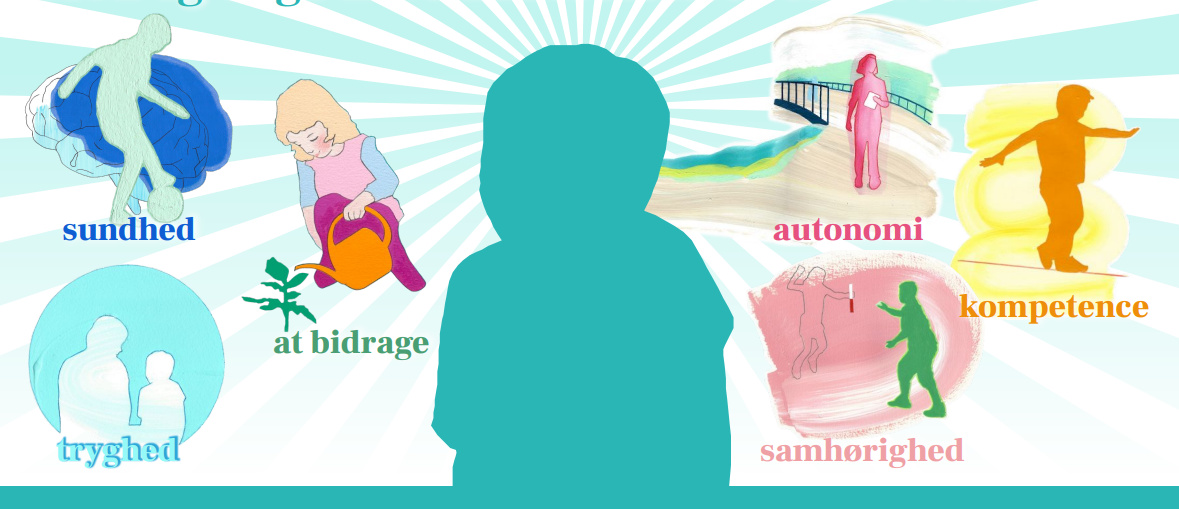 sundhed
autonomi
kompetence
at bidrage
tryghed
samhørighed